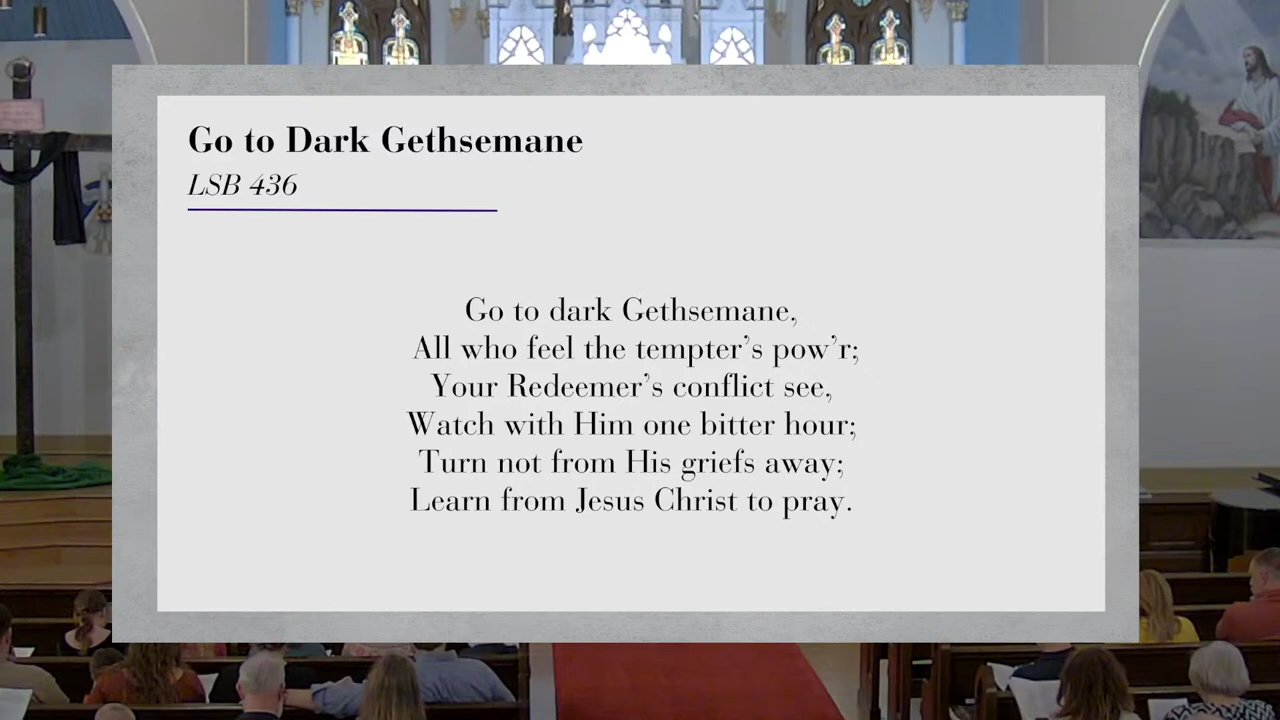 Go to Dark Gethsemane
LSB 436
Go to dark Gethsemane,
All who feel the tempter's pow'r;
Your Redeemer's conflict see,
Watch with Him one bitter hour;
Turn not from His griefs away;
Learn from Jesus Christ to pray.